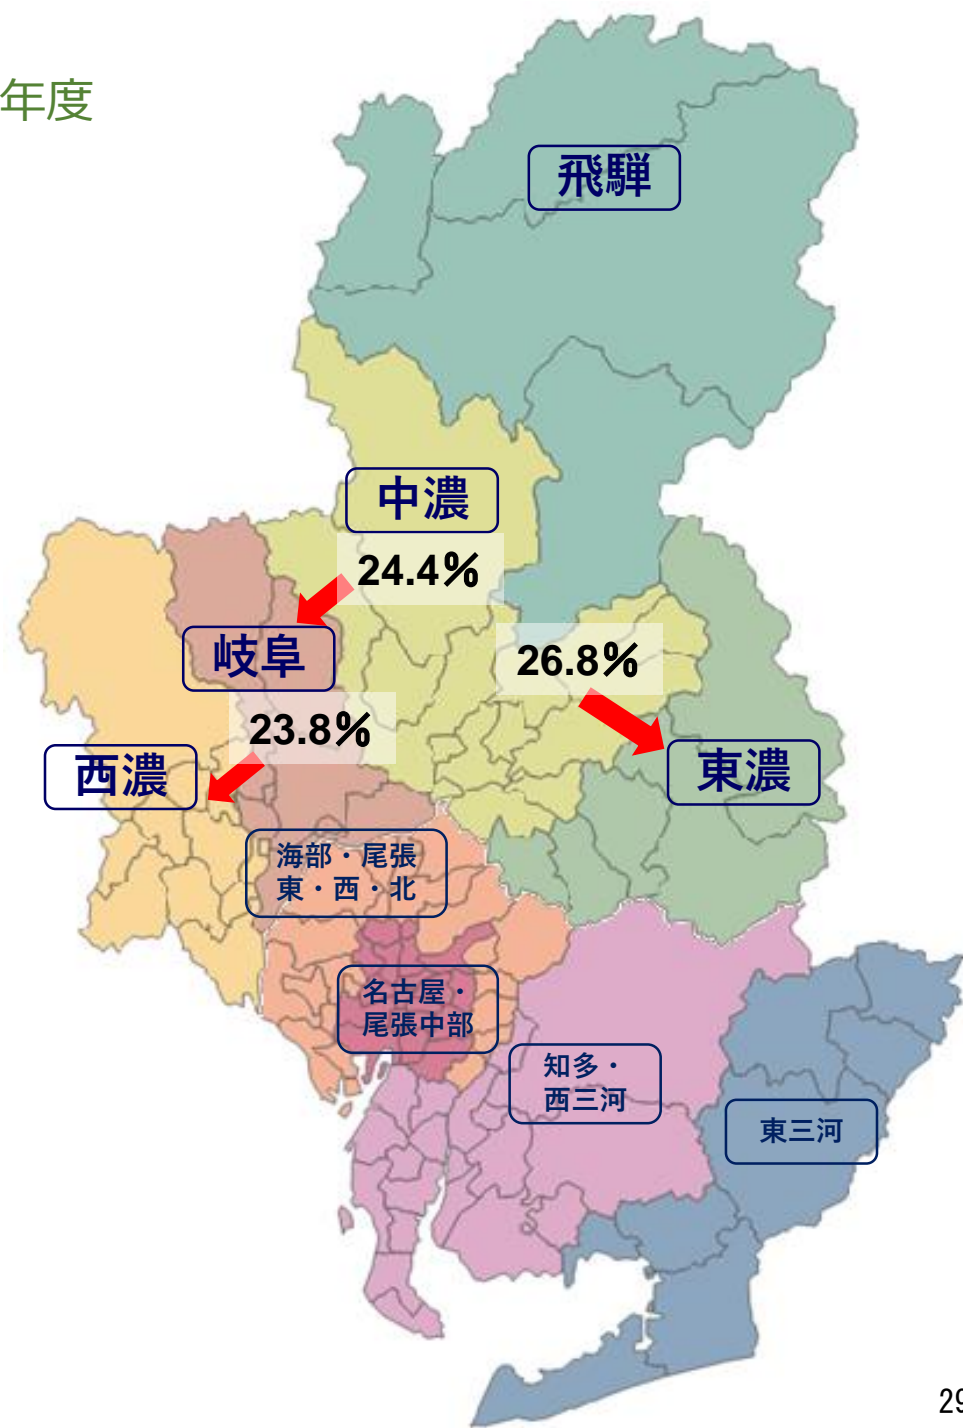 年度
飛騨
中濃
24.4%
岐阜
26.8%
23.8%
西濃
東濃
海部・尾張
東・西・北
名古屋・
尾張中部
知多・
西三河
東三河
29